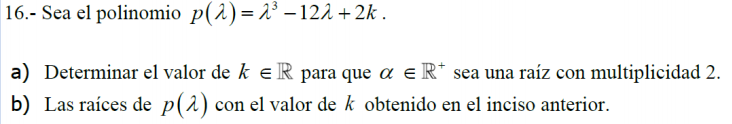 16.- Sea el polinomio p(λ) = λ³ – 12λ + 2k .
a) Determinar el valor de k ∈ ℝ para que α ∈ ℝ⁺ sea una raíz con multiplicidad 2.
b) Las raíces de p(λ) con el valor de k obtenido en el inciso anterior.